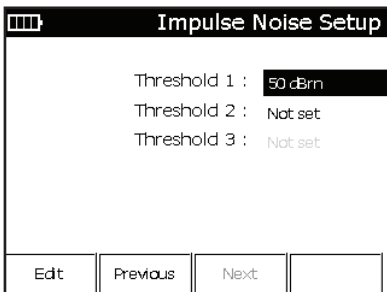 Impulse Noise Setup
Threshold 1 : 50 dBrn
Threshold 2 : Not set
Threshold 3 : Not set
Edit Previous Next